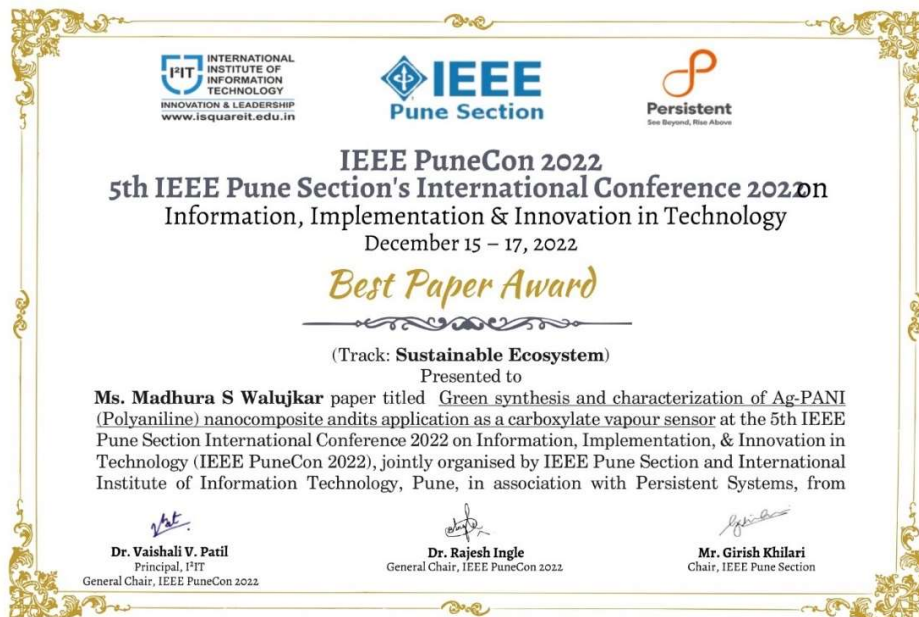 I²IT
INTERNATIONAL
INSTITUTE OF
INFORMATION
TECHNOLOGY
INNOVATION & LEADERSHIP
www.isquareit.edu.in
IEEE
Pune Section
Persistent
See Beyond, Rise Above
IEEE PuneCon 2022
5th IEEE Pune Section's International Conference 2022on
Information, Implementation & Innovation in Technology
December 15 – 17, 2022
Best Paper Award
(Track: Sustainable Ecosystem)
Presented to
Ms. Madhura S Walujkar paper titled Green synthesis and characterization of Ag-PANI
(Polyaniline) nanocomposite andits application as a carboxylate vapour sensor at the 5th IEEE
Pune Section International Conference 2022 on Information, Implementation, & Innovation in
Technology (IEEE PuneCon 2022), jointly organised by IEEE Pune Section and International
Institute of Information Technology, Pune, in association with Persistent Systems, from
Dr. Vaishali V. Patil
Principal, I²IT
General Chair, IEEE PuneCon 2022
Dr. Rajesh Ingle
General Chair, IEEE PuneCon 2022
Mr. Girish Khilari
Chair, IEEE Pune Section